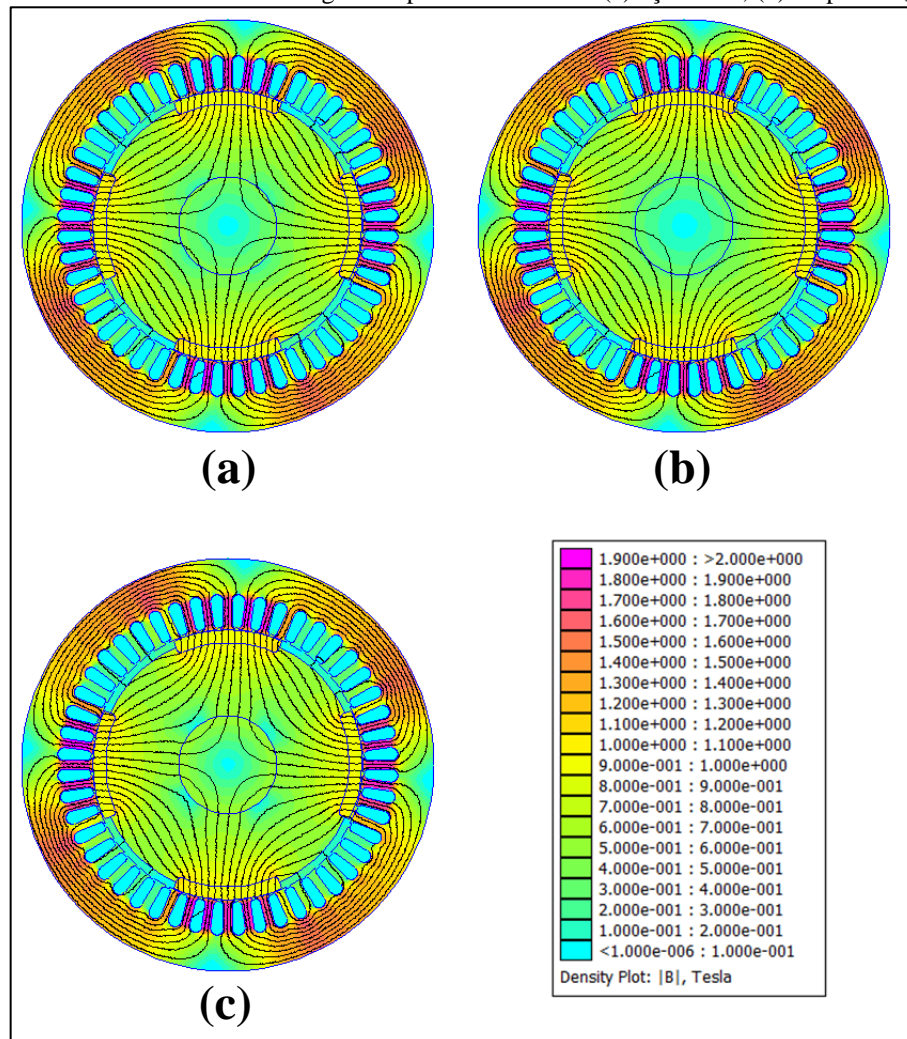 (a)
(b)
(c)
1.900e+000 : >2.000e+000
1.800e+000 : 1.900e+000
1.700e+000 : 1.800e+000
1.600e+000 : 1.700e+000
1.500e+000 : 1.600e+000
1.400e+000 : 1.500e+000
1.300e+000 : 1.400e+000
1.200e+000 : 1.300e+000
1.100e+000 : 1.200e+000
1.000e+000 : 1.100e+000
9.000e-001 : 1.000e+000
8.000e-001 : 9.000e-001
7.000e-001 : 8.000e-001
6.000e-001 : 7.000e-001
5.000e-001 : 6.000e-001
4.000e-001 : 5.000e-001
3.000e-001 : 4.000e-001
2.000e-001 : 3.000e-001
1.000e-001 : 2.000e-001
<1.000e-006 : 1.000e-001
Density Plot: |B|, Tesla